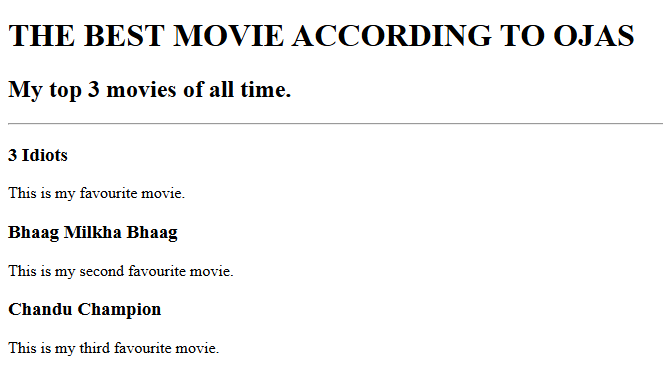 THE BEST MOVIE ACCORDING TO OJAS
My top 3 movies of all time.
3 Idiots
This is my favourite movie.
Bhaag Milkha Bhaag
This is my second favourite movie.
Chandu Champion
This is my third favourite movie.